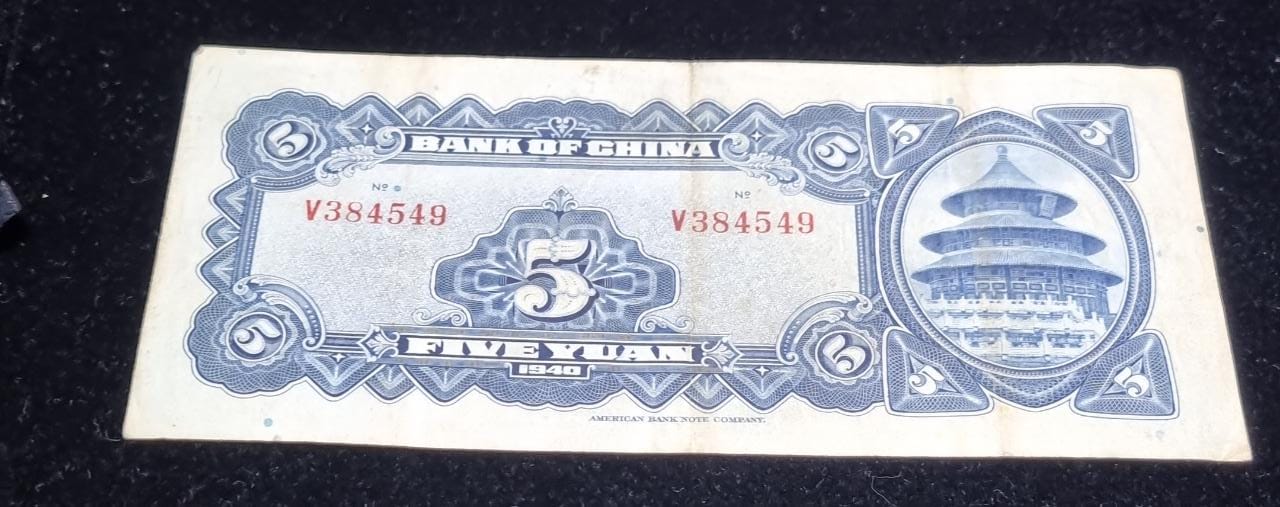 5 BANK OF CHINA 5 5 5
Nº Nº
V384549 V384549
5
5 FIVE YUAN 5 5 5
1940
AMERICAN BANK NOTE COMPANY.